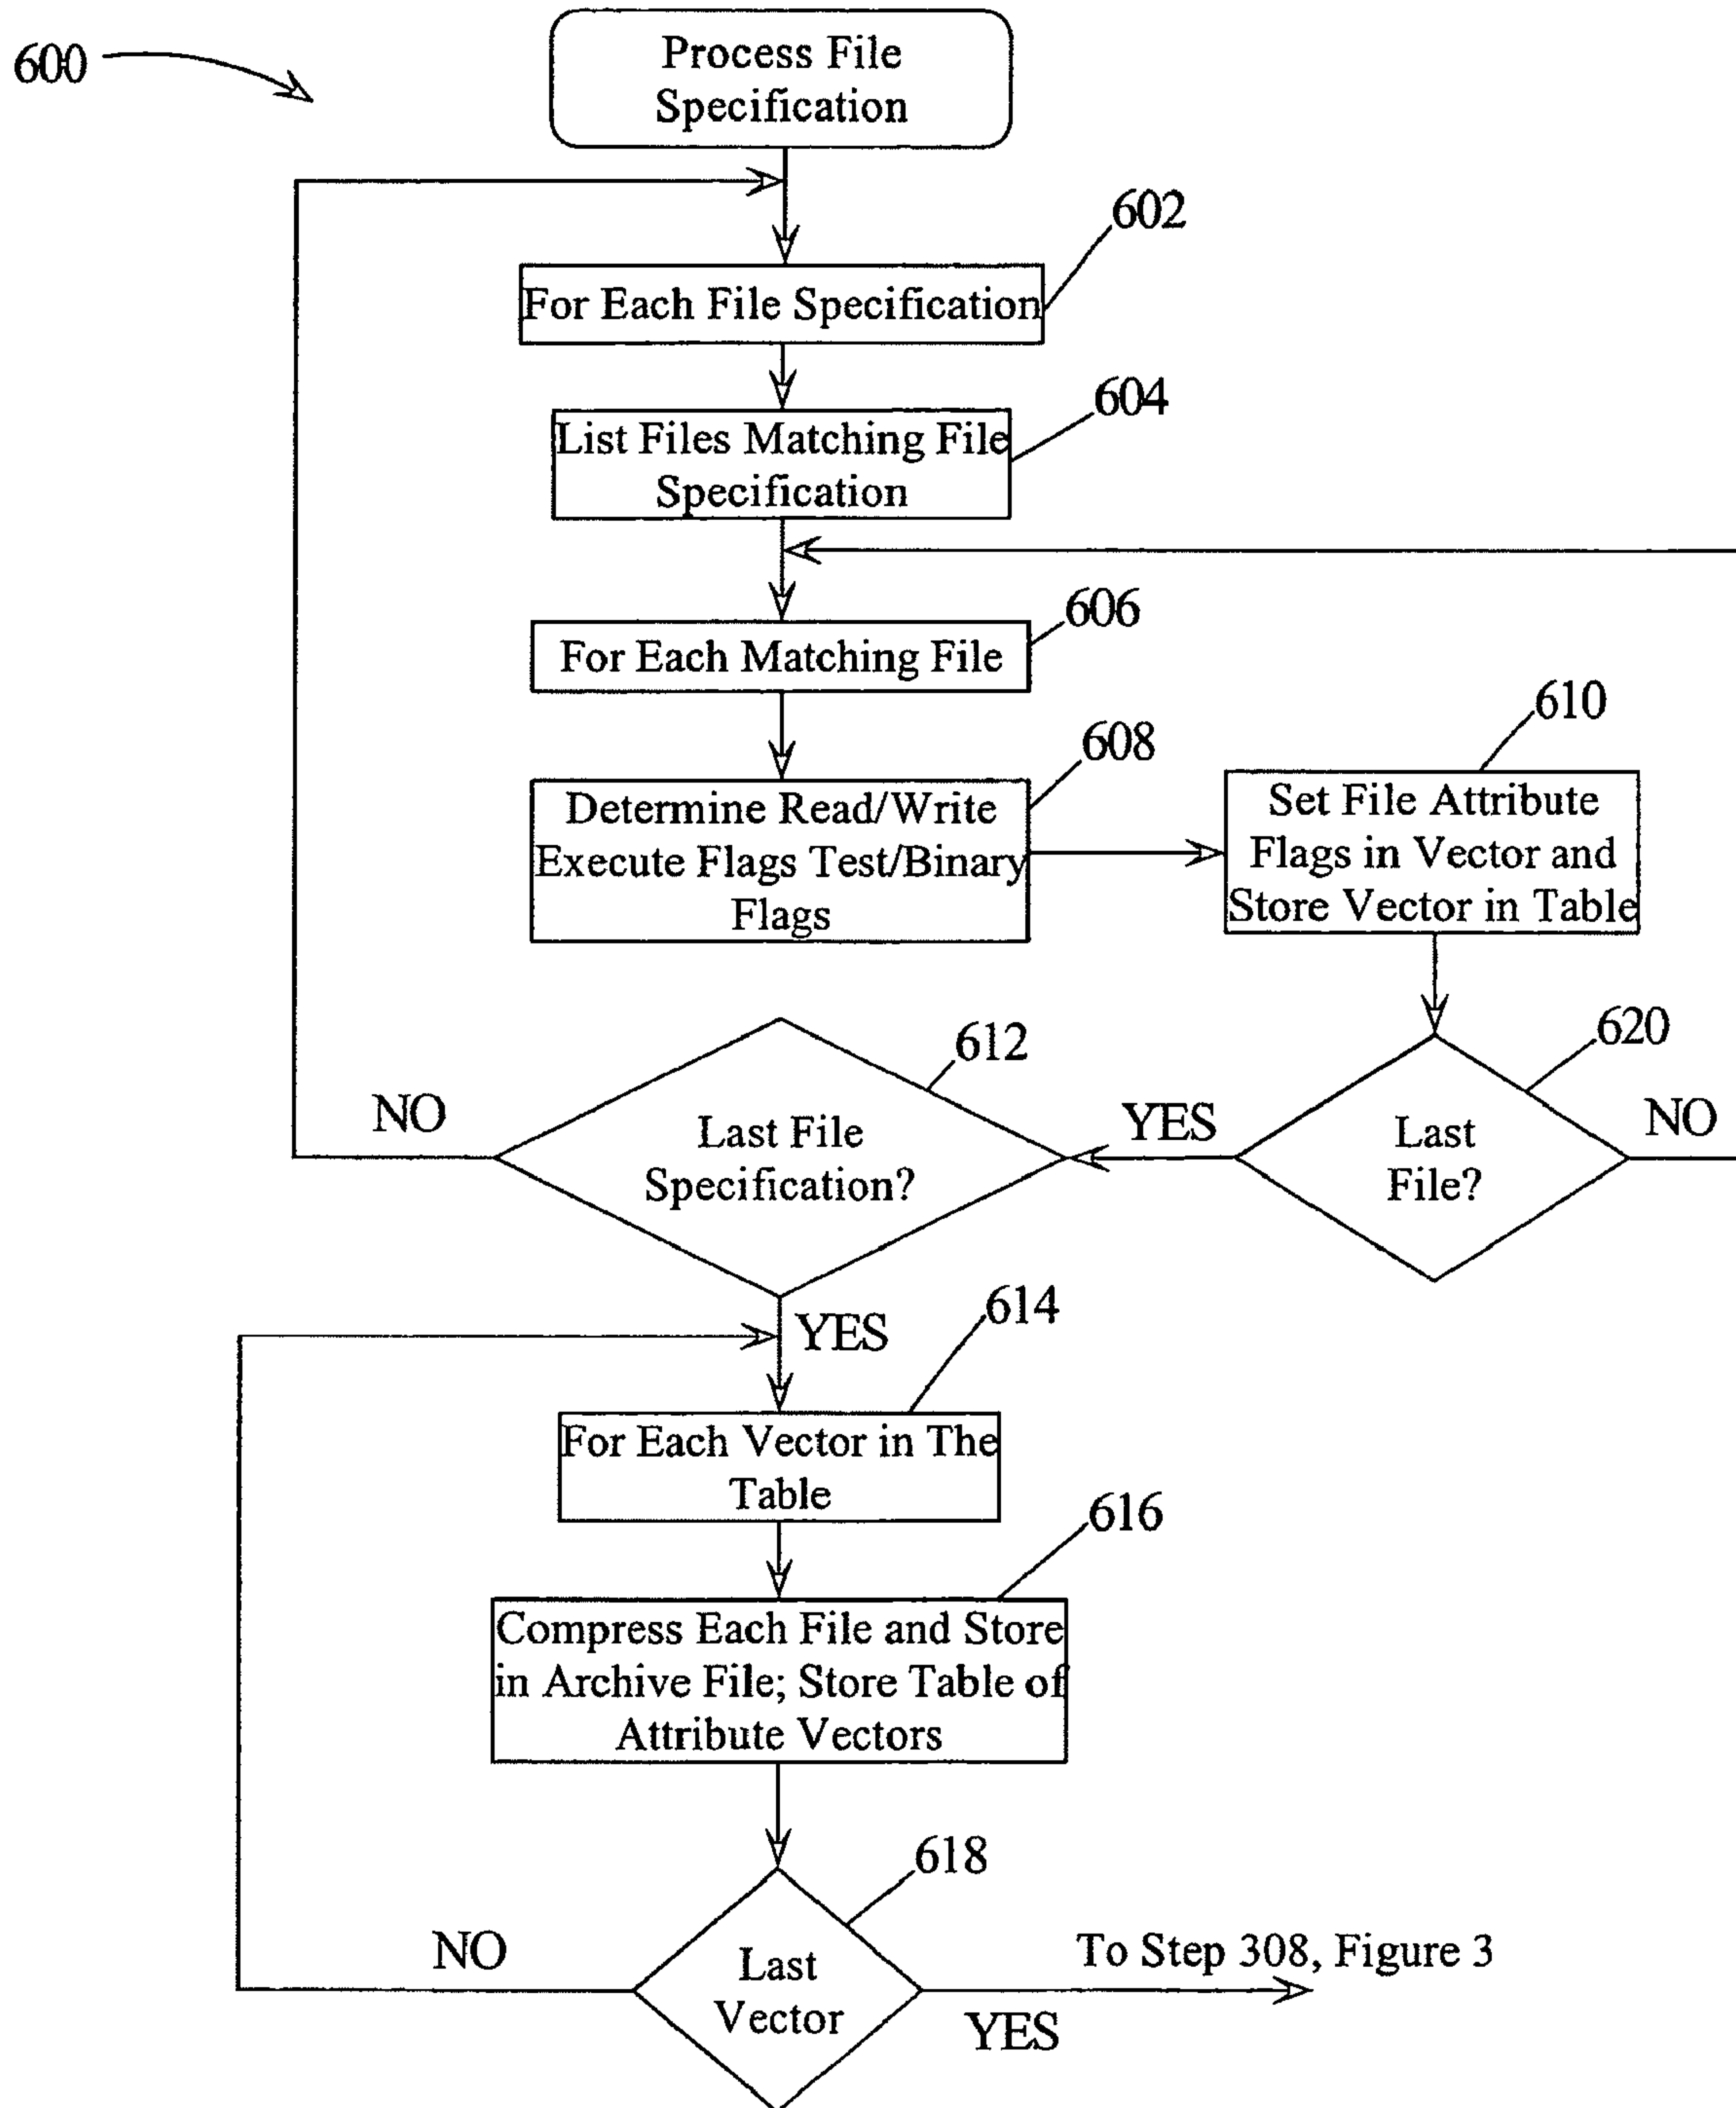 600
Process File
Specification
602
For Each File Specification
604
List Files Matching File
Specification
606
For Each Matching File
608
Determine Read/Write
Execute Flags Test/Binary
Flags
610
Set File Attribute
Flags in Vector and
Store Vector in Table
612
Last File
Specification?
NO
YES
620
Last
File?
NO
YES
614
For Each Vector in The
Table
616
Compress Each File and Store
in Archive File; Store Table of
Attribute Vectors
618
Last
Vector
NO
YES
To Step 308, Figure 3